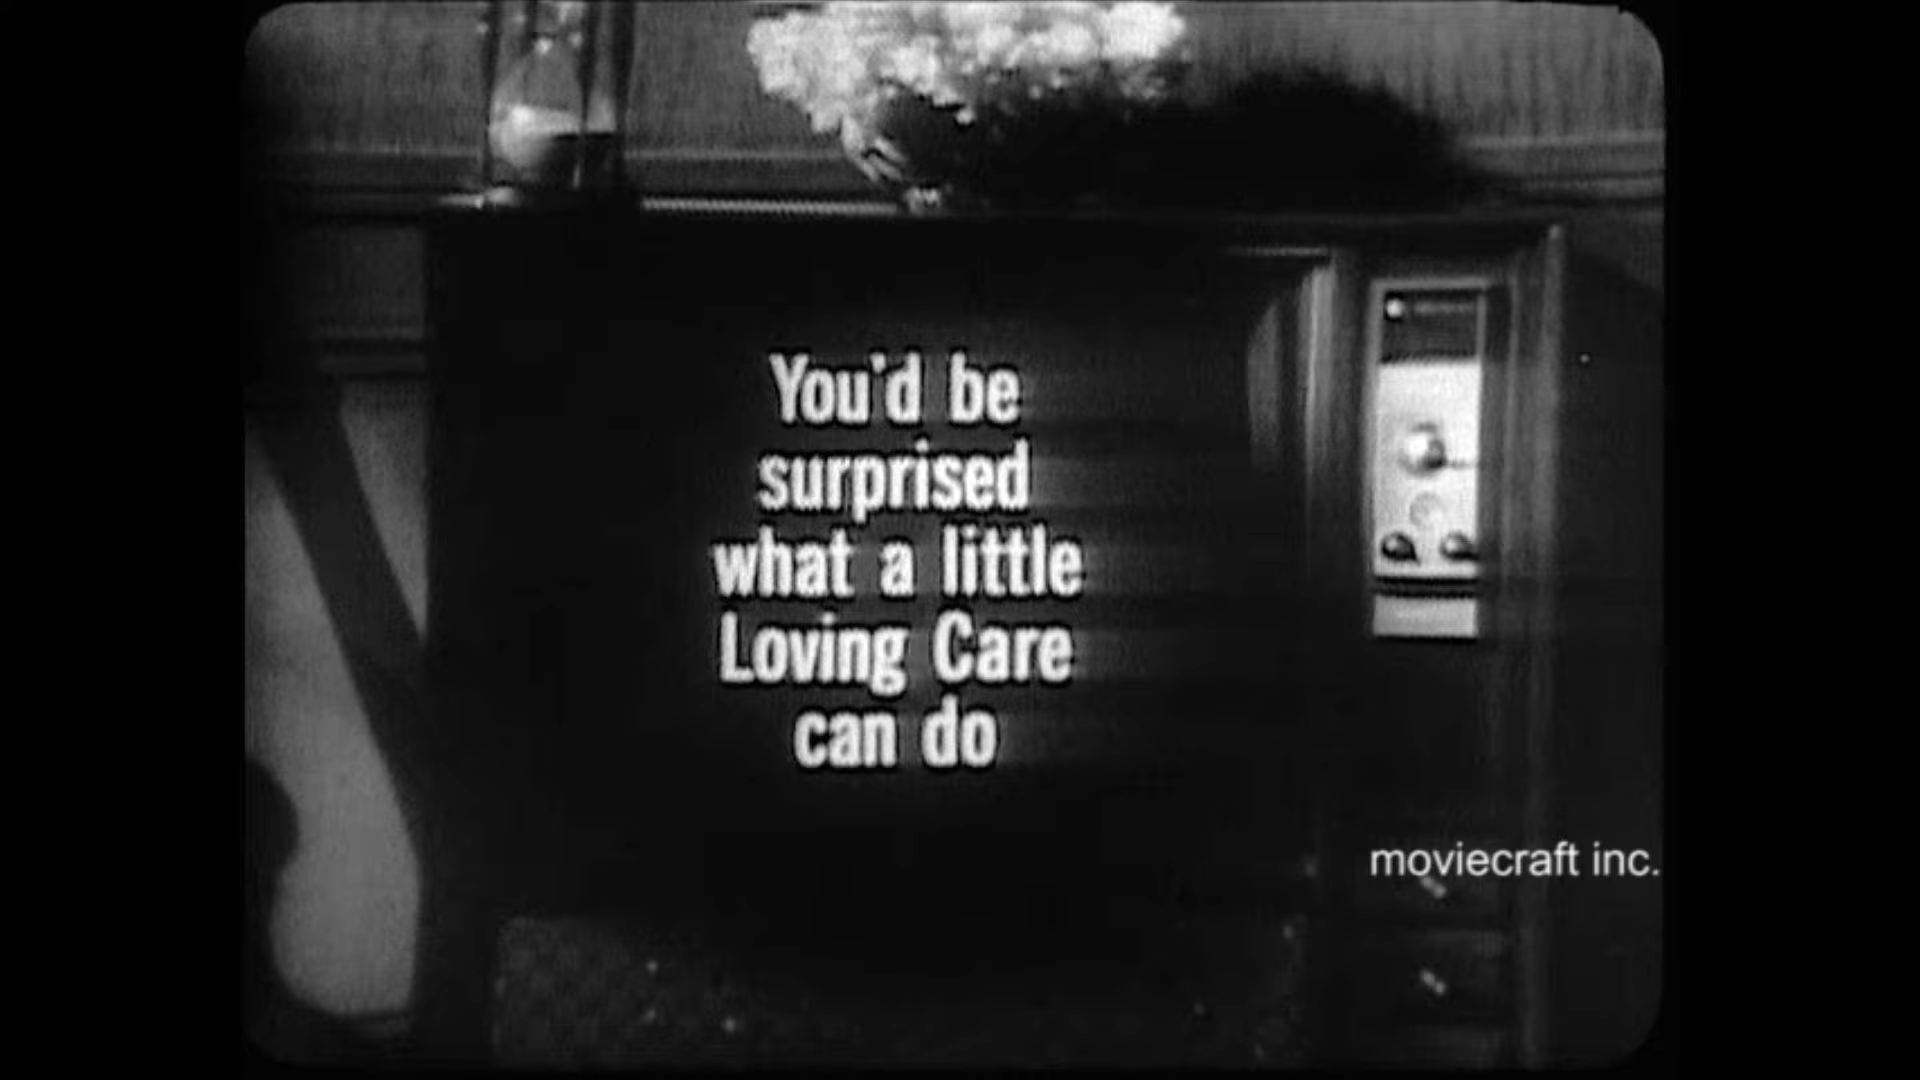 You'd be
surprised
what a little
Loving Care
can do
moviecraft inc.